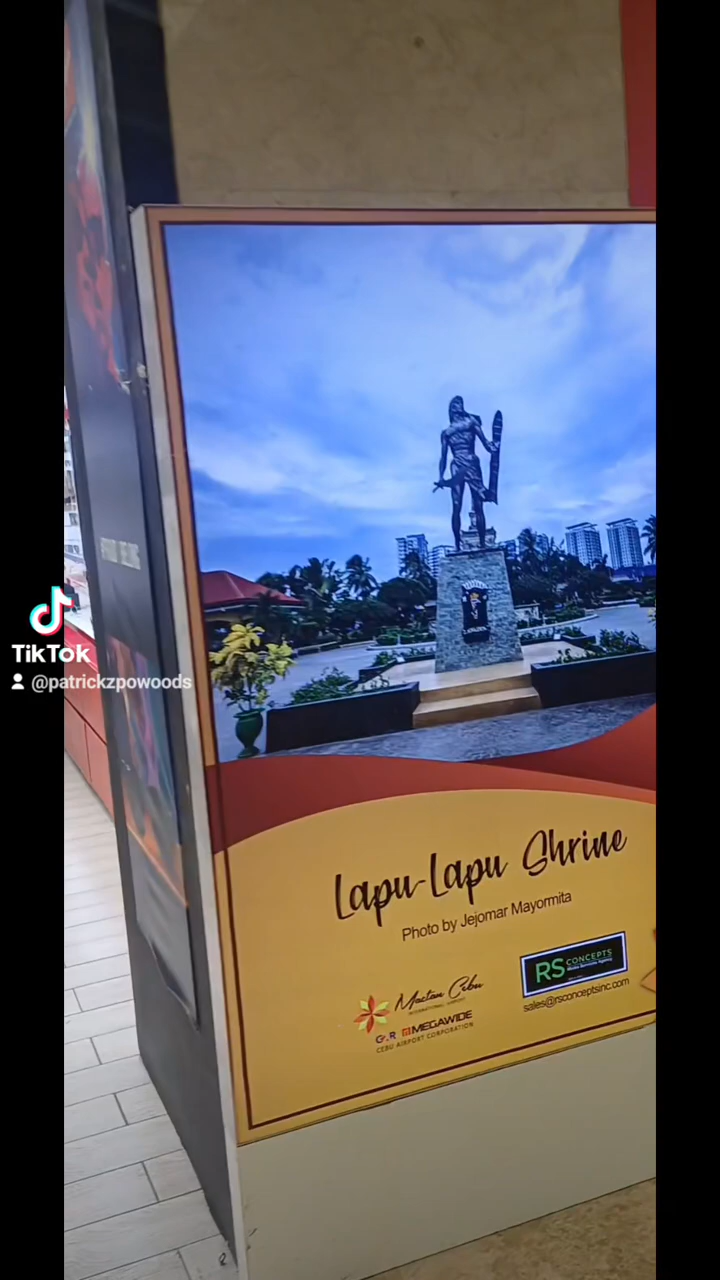 TikTok
@patrickzpowoods
Lapu-Lapu Shrine
Photo by Jejomar Mayormita
Mactan Cebu
INTERNATIONAL AIRPORT
GMR MEGAWIDE
CEBU AIRPORT CORPORATION
RS CONCEPTS
sales@rsconceptsinc.com